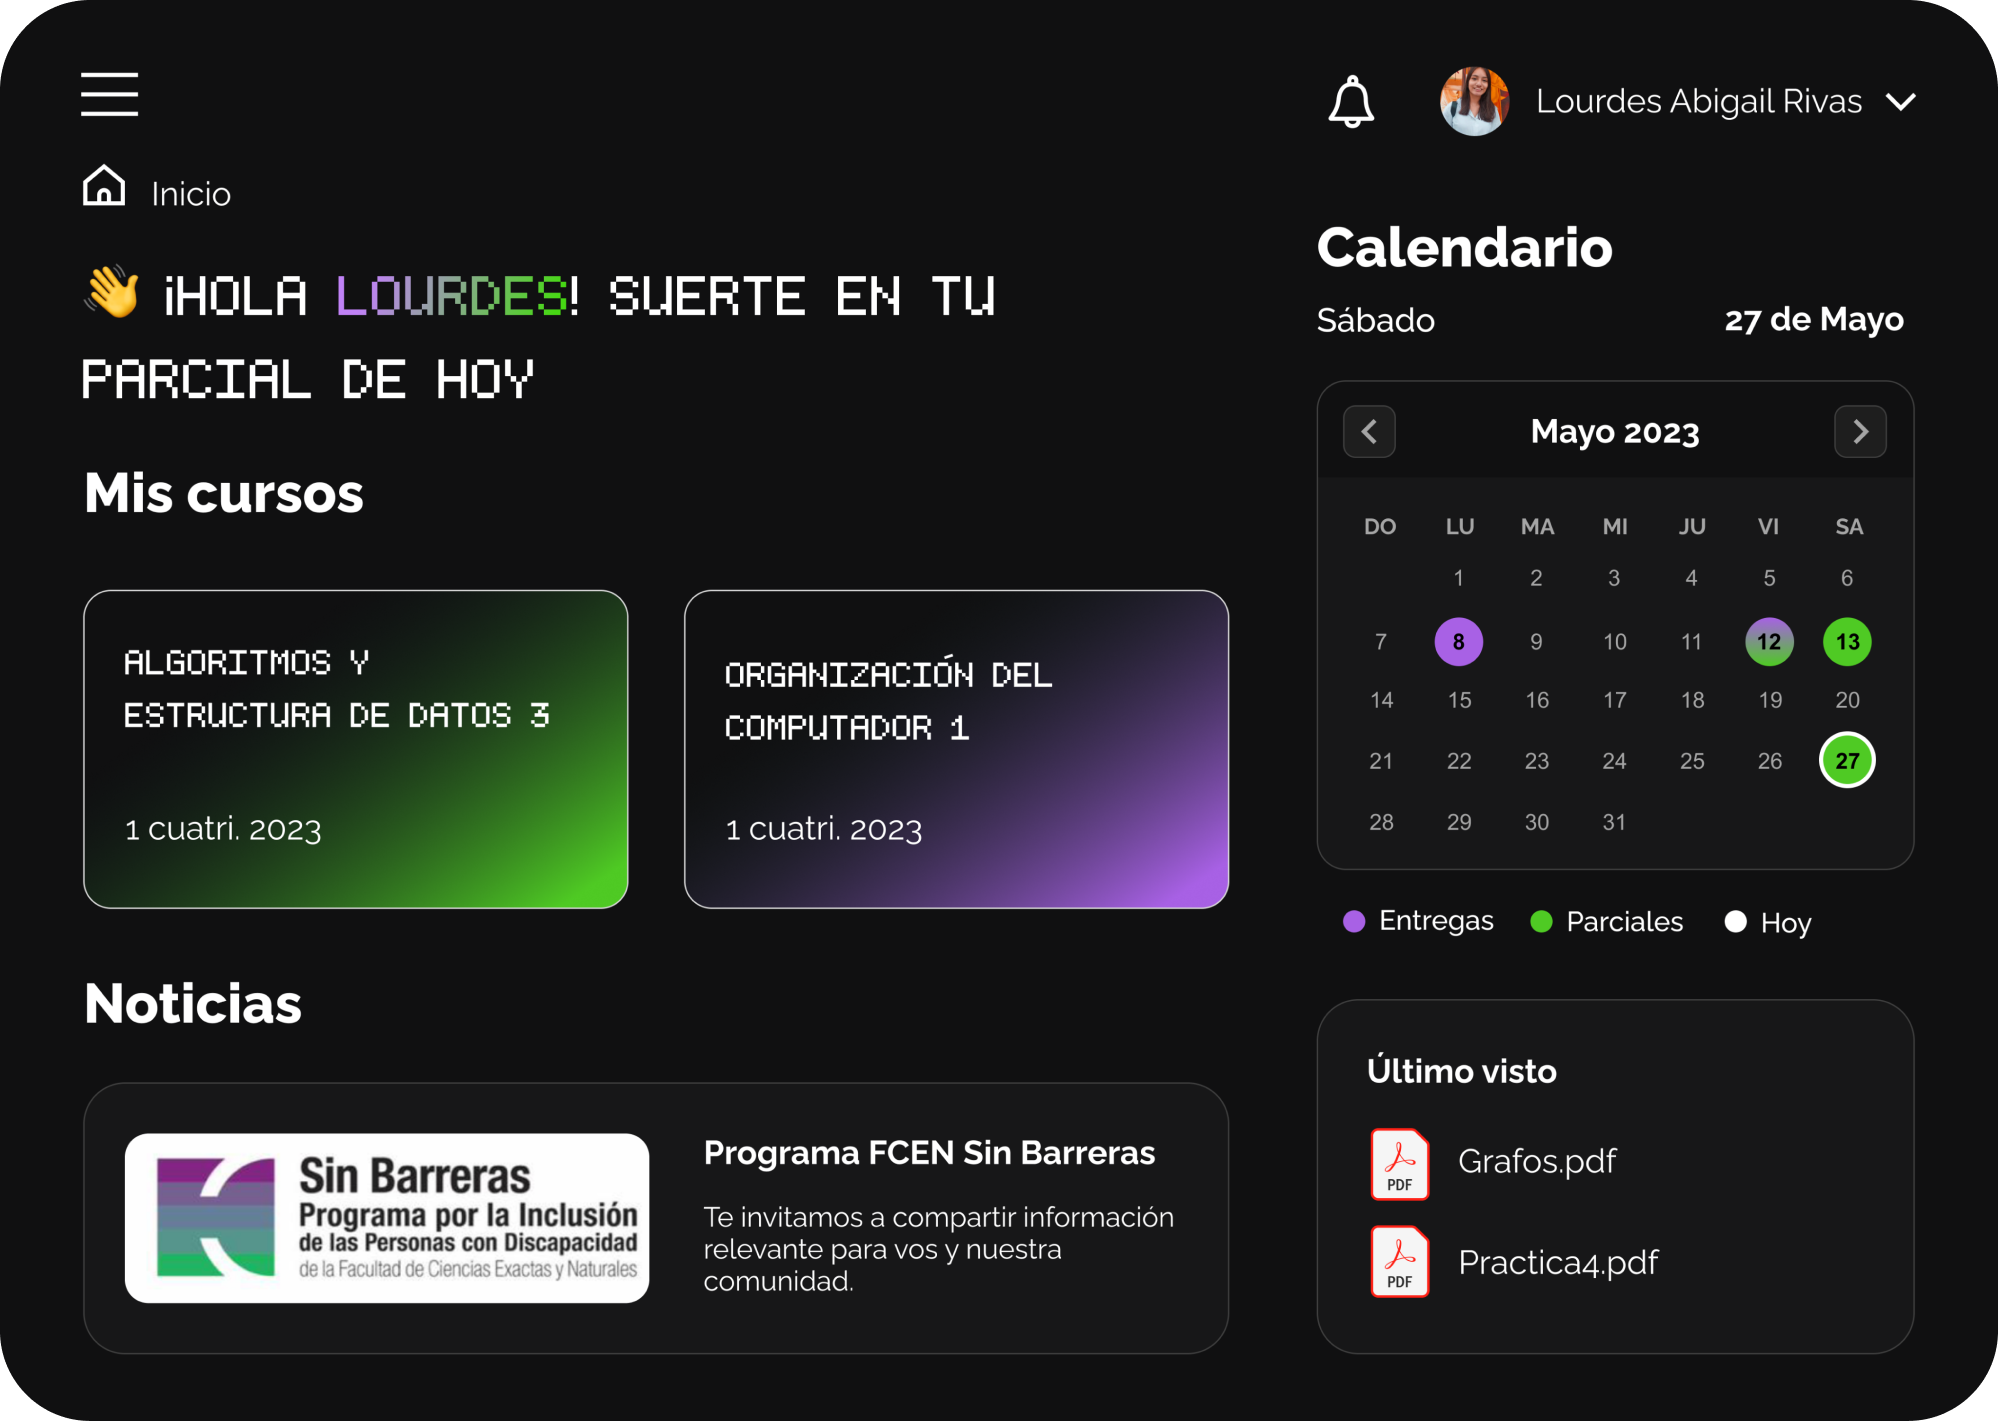 Lourdes Abigail Rivas
Inicio
👋 ¡HOLA LOURDES! SUERTE EN TU
PARCIAL DE HOY
Mis cursos
ALGORITMOS Y
ESTRUCTURA DE DATOS 3
1 cuatri. 2023
ORGANIZACIÓN DEL
COMPUTADOR 1
1 cuatri. 2023
Noticias
Sin Barreras
Programa por la Inclusión
de las Personas con Discapacidad
de la Facultad de Ciencias Exactas y Naturales
Programa FCEN Sin Barreras
Te invitamos a compartir información
relevante para vos y nuestra
comunidad.
Calendario
Sábado 27 de Mayo
Mayo 2023
DO LU MA MI JU VI SA
1 2 3 4 5 6
7 8 9 10 11 12 13
14 15 16 17 18 19 20
21 22 23 24 25 26 27
28 29 30 31
Entregas Parciales Hoy
Último visto
PDF Grafos.pdf
PDF Practica4.pdf